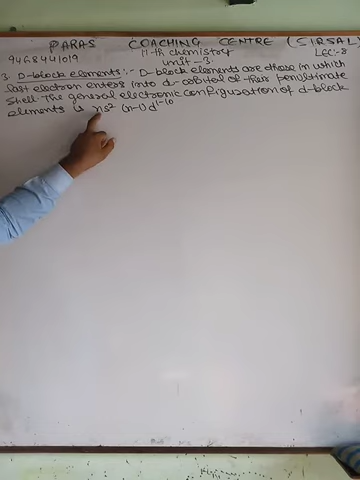 PARAS COACHING CENTRE (SIRSAL)
9468441019 11-th chemistry LEC:-8
unit-3.
3. D-block elements :- D-block elements are those in which
last electron enters into d-orbital of their penultimate
shell. The general electronic configuration of d-block
elements is ns² (n-1)d¹⁻¹⁰